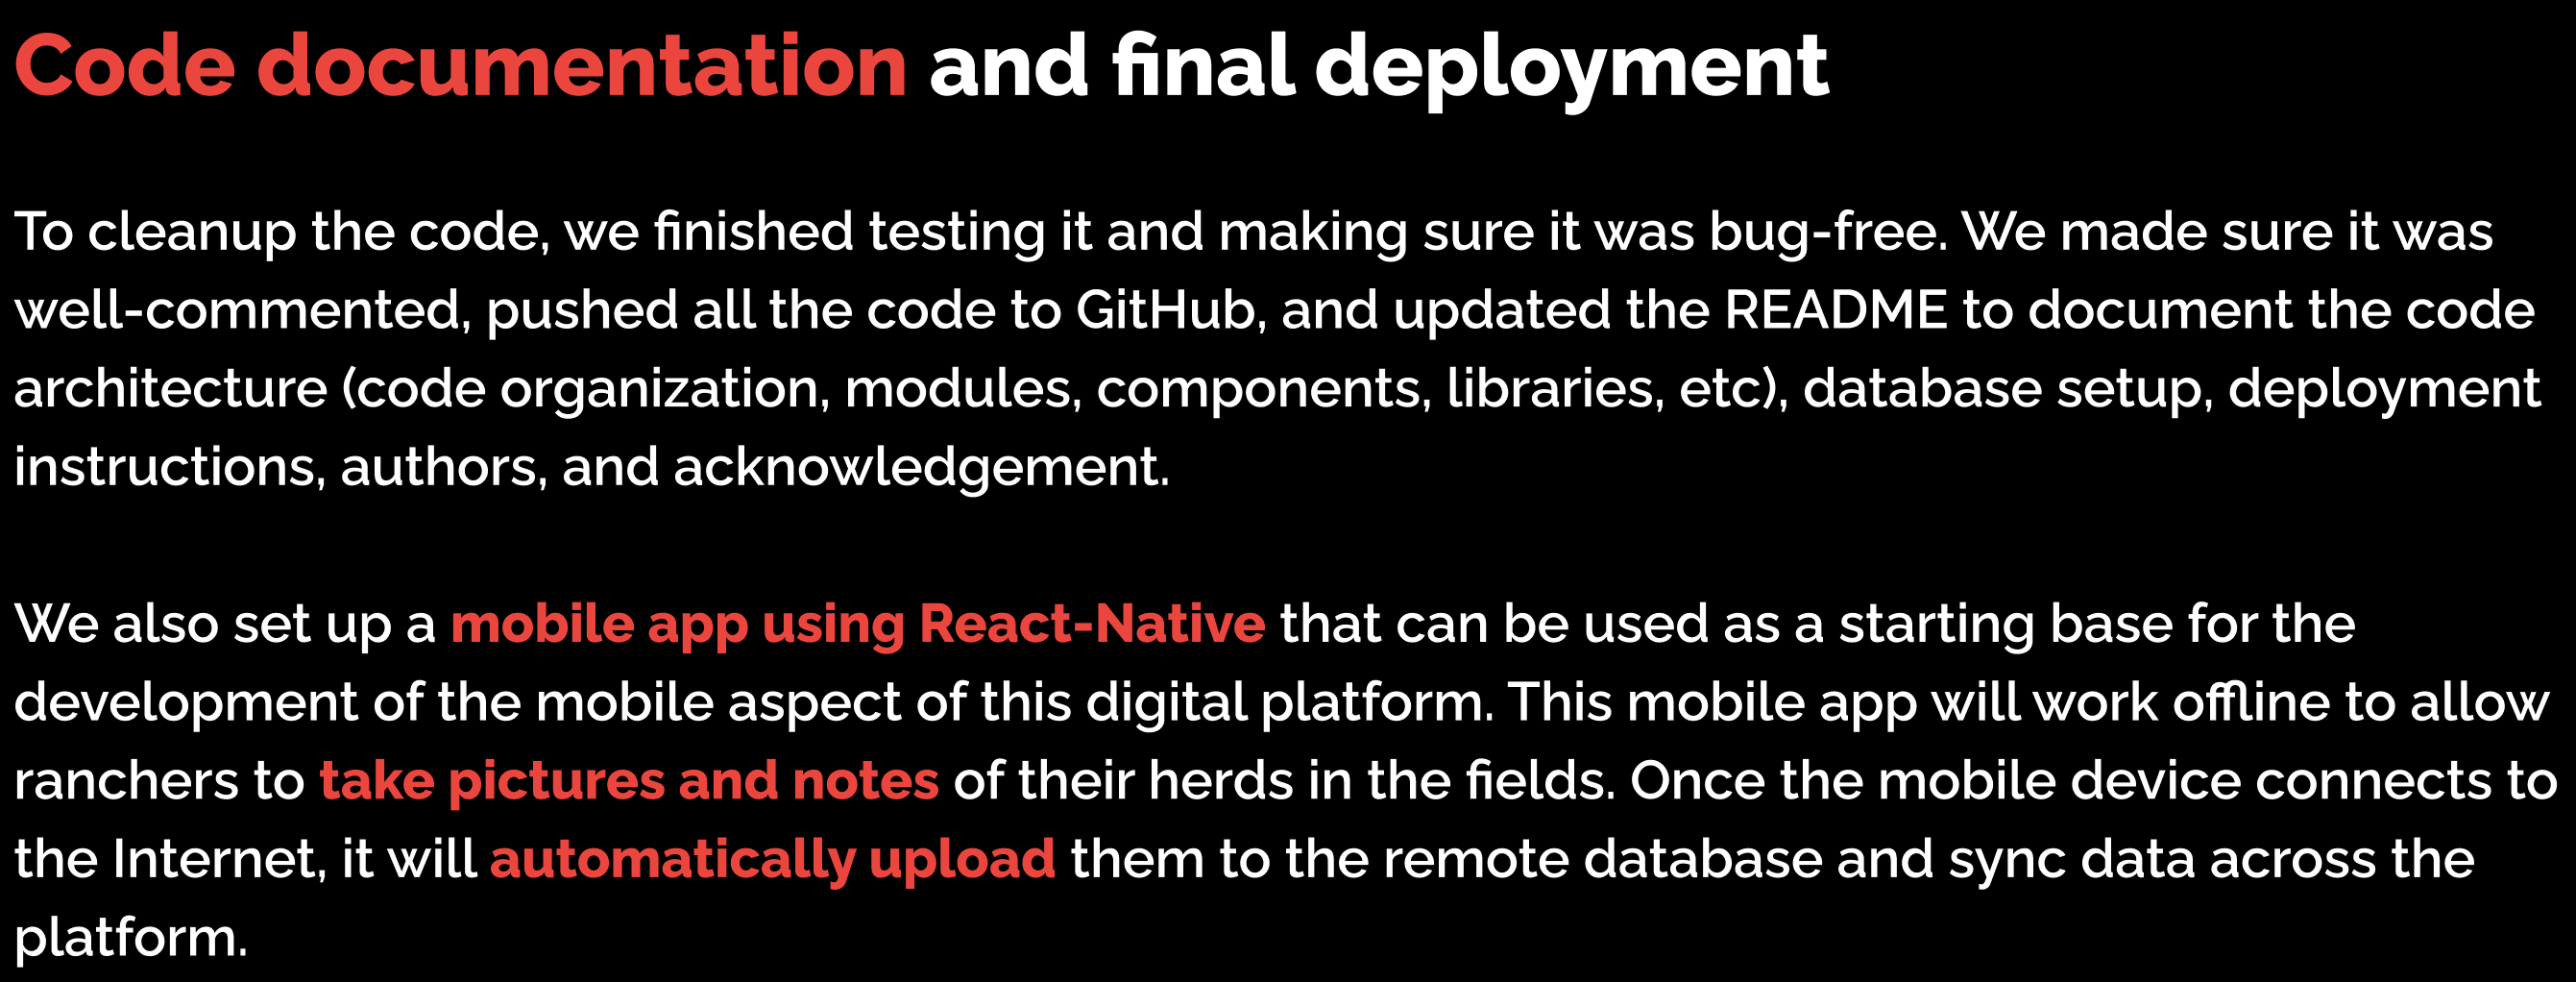 Code documentation and final deployment
To cleanup the code, we finished testing it and making sure it was bug-free. We made sure it was
well-commented, pushed all the code to GitHub, and updated the README to document the code
architecture (code organization, modules, components, libraries, etc), database setup, deployment
instructions, authors, and acknowledgement.
We also set up a mobile app using React-Native that can be used as a starting base for the
development of the mobile aspect of this digital platform. This mobile app will work offline to allow
ranchers to take pictures and notes of their herds in the fields. Once the mobile device connects to
the Internet, it will automatically upload them to the remote database and sync data across the
platform.